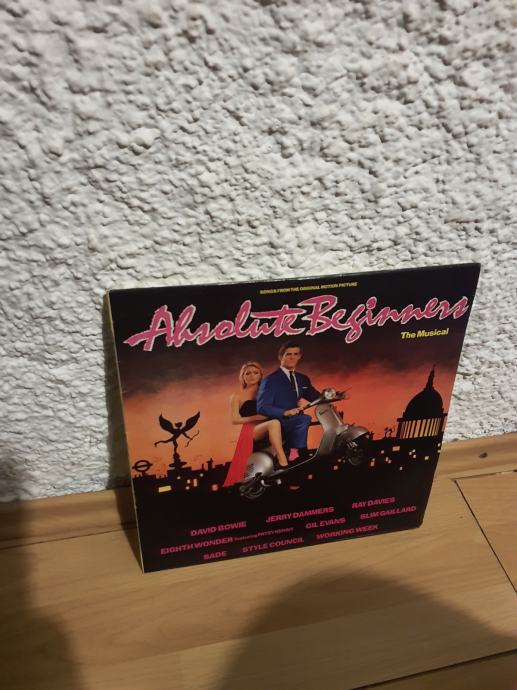 SONGS FROM THE ORIGINAL MOTION PICTURE
Absolute Beginners
The Musical
DAVID BOWIE JERRY DAMMERS RAY DAVIES
EIGHTH WONDER Featuring PATSY KENSIT GIL EVANS SLIM GAILLARD
SADE STYLE COUNCIL WORKING WEEK